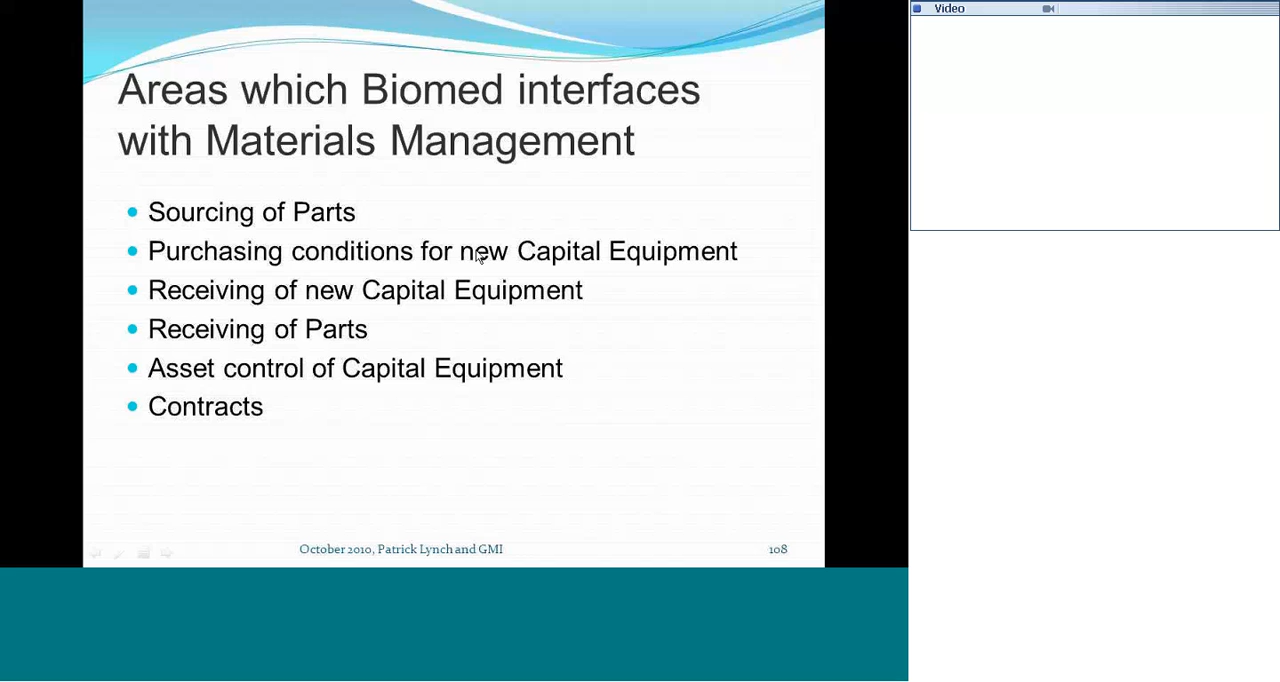 Video
Areas which Biomed interfaces
with Materials Management
Sourcing of Parts
Purchasing conditions for new Capital Equipment
Receiving of new Capital Equipment
Receiving of Parts
Asset control of Capital Equipment
Contracts
October 2010, Patrick Lynch and GMI
108